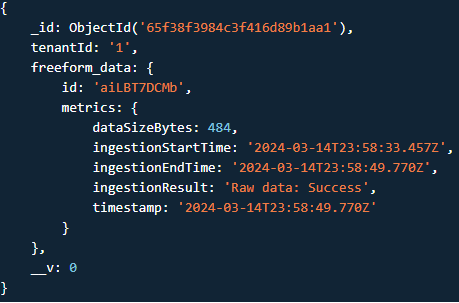 {
    _id: ObjectId('65f38f3984c3f416d89b1aa1'),
    tenantId: '1',
    freeform_data: {
        id: 'aiLBT7DCMb',
        metrics: {
            dataSizeBytes: 484,
            ingestionStartTime: '2024-03-14T23:58:33.457Z',
            ingestionEndTime: '2024-03-14T23:58:49.770Z',
            ingestionResult: 'Raw data: Success',
            timestamp: '2024-03-14T23:58:49.770Z'
        }
    },
    __v: 0
}